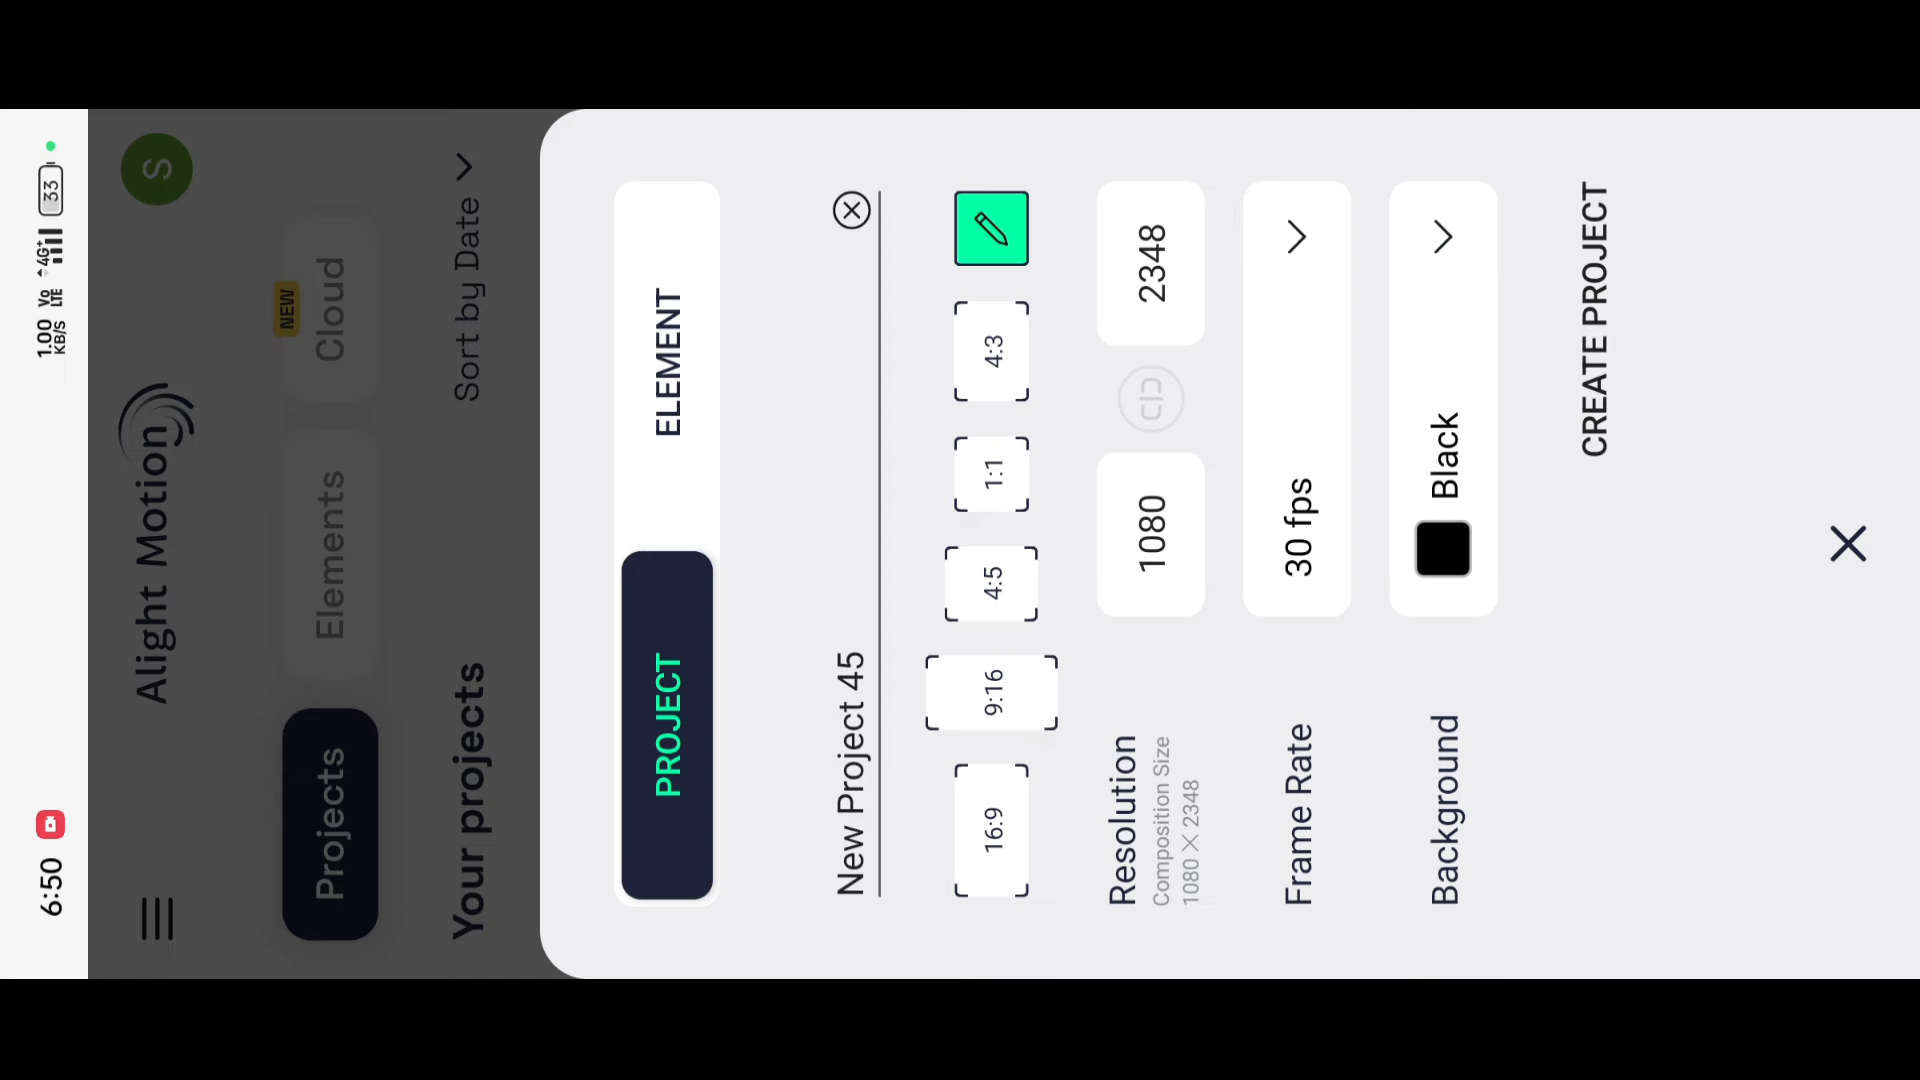 6:50
1.00
KB/S
Vo
LTE
4G+
33
Alight Motion
S
Projects
Elements
Cloud
NEW
Your projects
Sort by Date
PROJECT
ELEMENT
New Project 45
16:9
9:16
4:5
1:1
4:3
Resolution
Composition Size
1080 × 2348
1080
2348
Frame Rate
30 fps
Background
Black
CREATE PROJECT